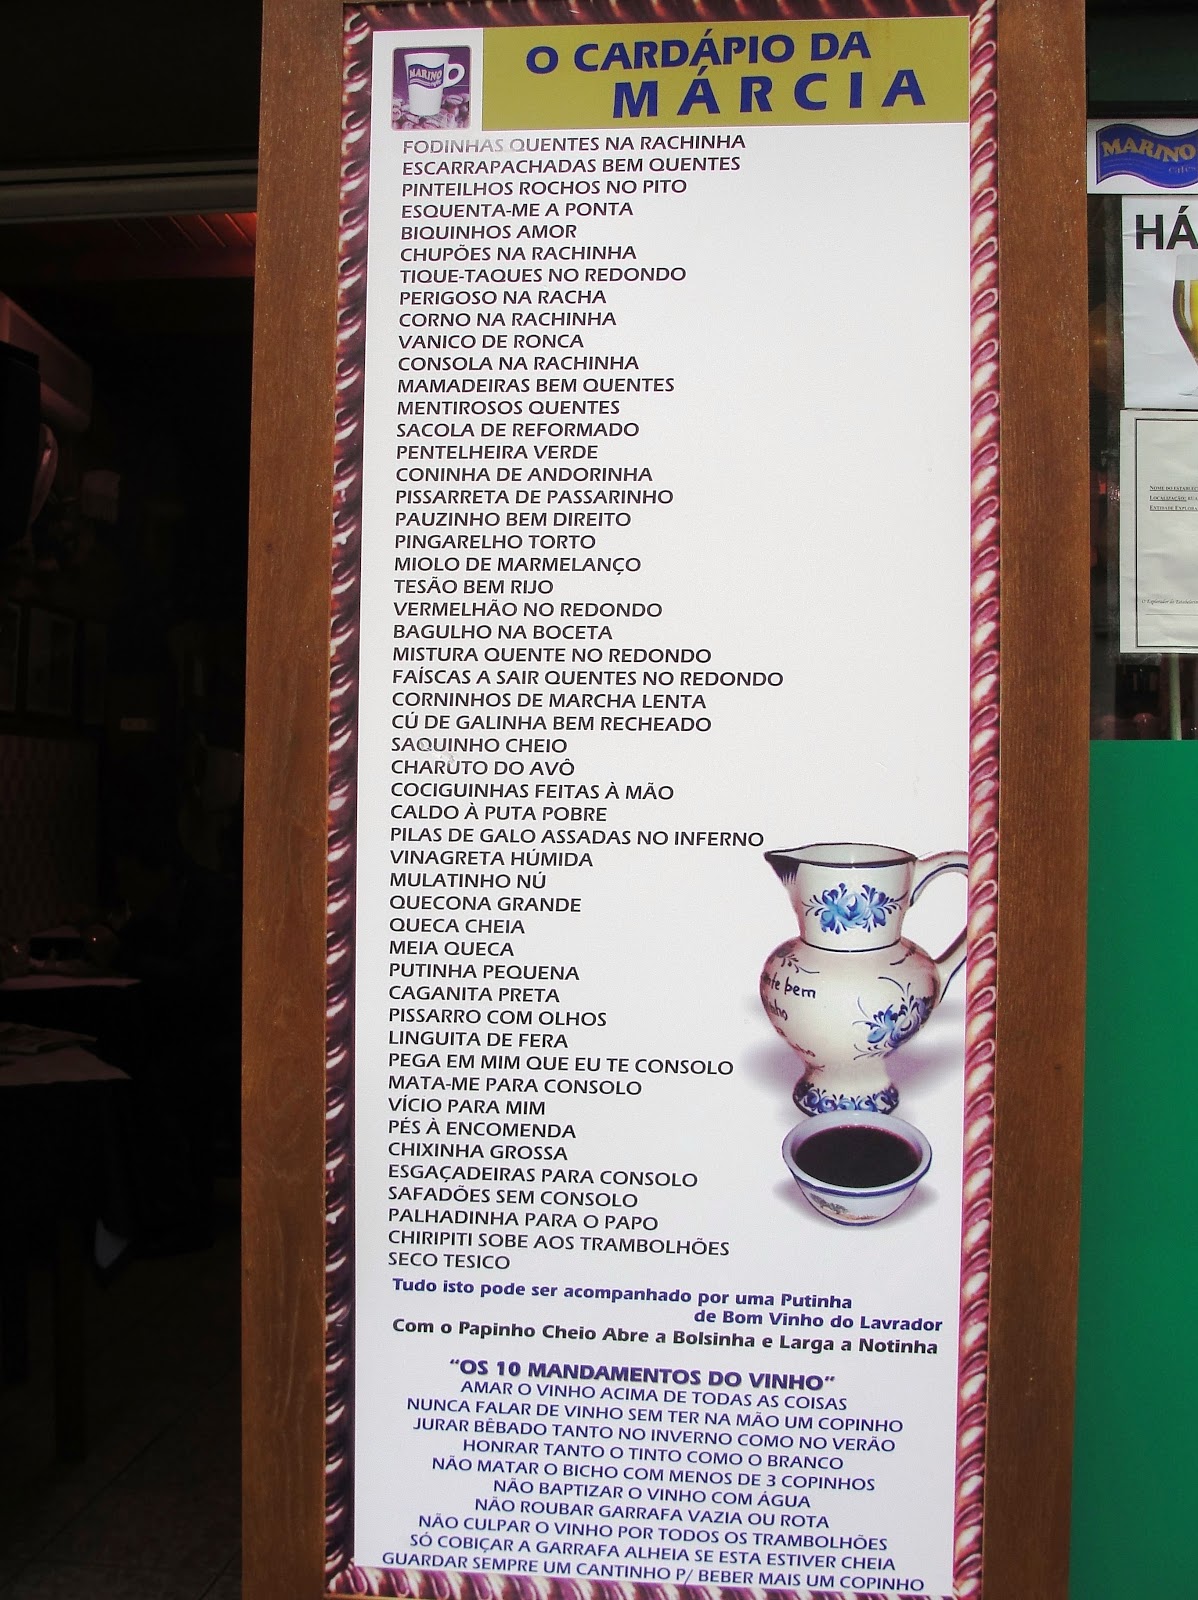 O CARDÁPIO DA
MÁRCIA
MARINO
FODINHAS QUENTES NA RACHINHA
ESCARRAPACHADAS BEM QUENTES
PINTEILHOS ROCHOS NO PITO
ESQUENTA-ME A PONTA
BIQUINHOS AMOR
CHUPÕES NA RACHINHA
TIQUE-TAQUES NO REDONDO
PERIGOSO NA RACHA
CORNO NA RACHINHA
VANICO DE RONCA
CONSOLA NA RACHINHA
MAMADEIRAS BEM QUENTES
MENTIROSOS QUENTES
SACOLA DE REFORMADO
PENTELHEIRA VERDE
CONINHA DE ANDORINHA
PISSARRETA DE PASSARINHO
PAUZINHO BEM DIREITO
PINGARELHO TORTO
MIOLO DE MARMELANÇO
TESÃO BEM RIJO
VERMELHÃO NO REDONDO
BAGULHO NA BOCETA
MISTURA QUENTE NO REDONDO
FAÍSCAS A SAIR QUENTES NO REDONDO
CORNINHOS DE MARCHA LENTA
CÚ DE GALINHA BEM RECHEADO
SAQUINHO CHEIO
CHARUTO DO AVÔ
COCIGUINHAS FEITAS À MÃO
CALDO À PUTA POBRE
PILAS DE GALO ASSADAS NO INFERNO
VINAGRETA HÚMIDA
MULATINHO NÚ
QUECONA GRANDE
QUECA CHEIA
MEIA QUECA
PUTINHA PEQUENA
CAGANITA PRETA
PISSARRO COM OLHOS
LINGUITA DE FERA
PEGA EM MIM QUE EU TE CONSOLO
MATA-ME PARA CONSOLO
VÍCIO PARA MIM
PÉS À ENCOMENDA
CHIXINHA GROSSA
ESGAÇADEIRAS PARA CONSOLO
SAFADÕES SEM CONSOLO
PALHADINHA PARA O PAPO
CHIRIPITI SOBE AOS TRAMBOLHÕES
SECO TESICO
bem
Tudo isto pode ser acompanhado por uma Putinha
de Bom Vinho do Lavrador
Com o Papinho Cheio Abre a Bolsinha e Larga a Notinha
"OS 10 MANDAMENTOS DO VINHO"
AMAR O VINHO ACIMA DE TODAS AS COISAS
NUNCA FALAR DE VINHO SEM TER NA MÃO UM COPINHO
JURAR BÊBADO TANTO NO INVERNO COMO NO VERÃO
HONRAR TANTO O TINTO COMO O BRANCO
NÃO MATAR O BICHO COM MENOS DE 3 COPINHOS
NÃO BAPTIZAR O VINHO COM ÁGUA
NÃO ROUBAR GARRAFA VAZIA OU ROTA
NÃO CULPAR O VINHO POR TODOS OS TRAMBOLHÕES
SÓ COBIÇAR A GARRAFA ALHEIA SE ESTA ESTIVER CHEIA
GUARDAR SEMPRE UM CANTINHO P/ BEBER MAIS UM COPINHO
MARINO
cafés
HÁ
NOME DO
LOCALIZAÇÃO: RUA
ENTIDADE